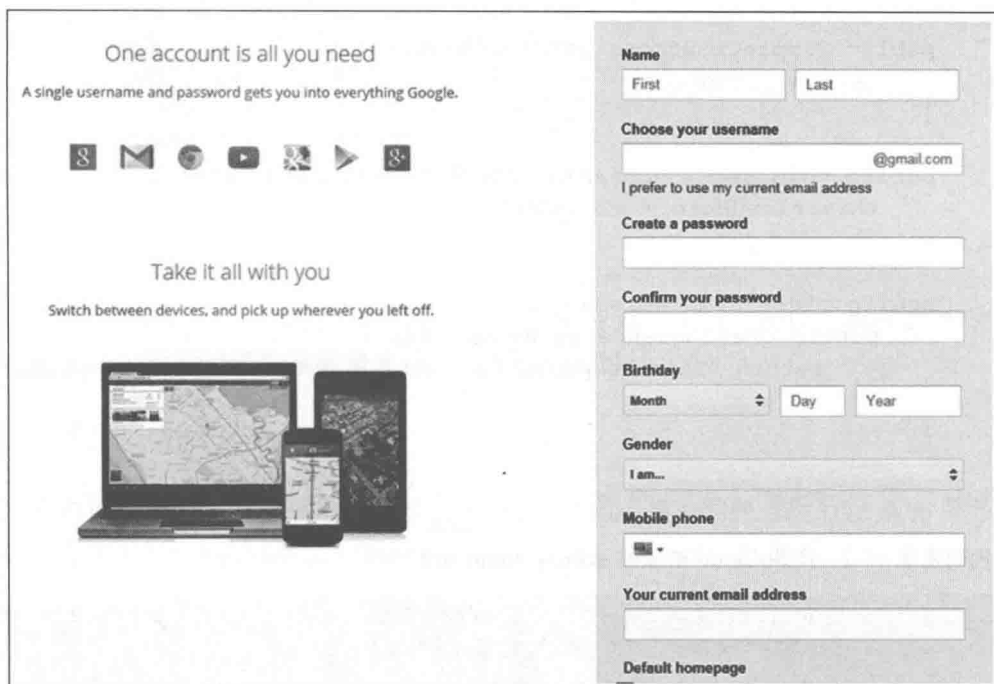 One account is all you need
A single username and password gets you into everything Google.
Take it all with you
Switch between devices, and pick up wherever you left off.
Name
First
Last
Choose your username
@gmail.com
I prefer to use my current email address
Create a password
Confirm your password
Birthday
Month
Day
Year
Gender
I am...
Mobile phone
Your current email address
Default homepage